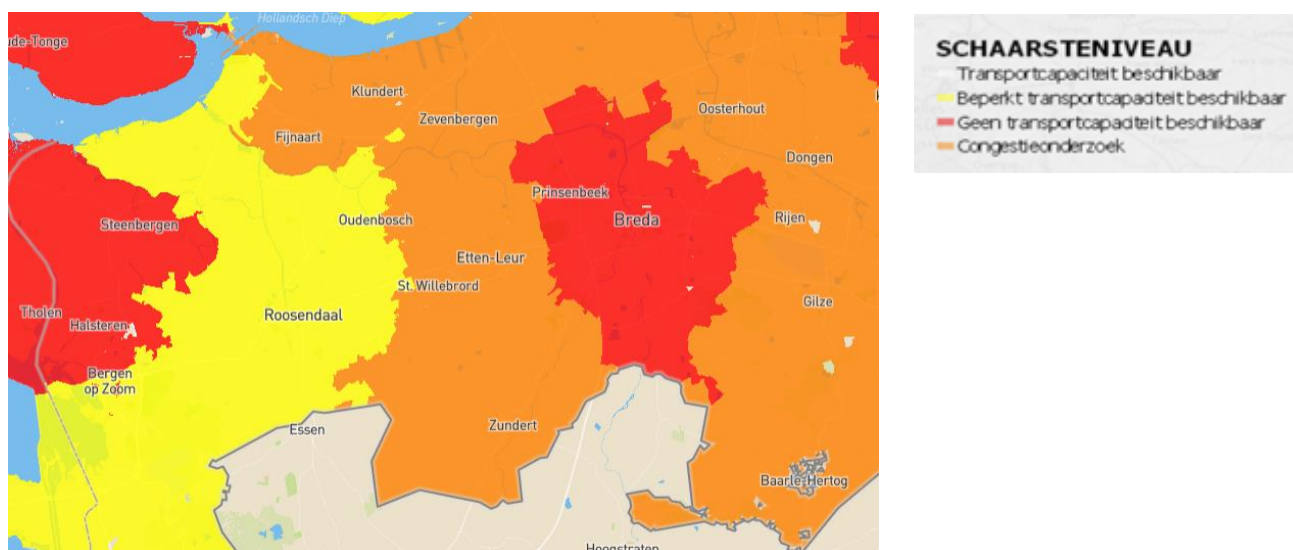 Hollandsch Diep
ude-Tonge
Klundert
Zevenbergen
Oosterhout
Fijnaart
Dongen
Prinsenbeek
Steenbergen
Oudenbosch
Breda
Rijen
Etten-Leur
St. Willebrord
Gilze
Tholen
Halsteren
Roosendaal
Bergen
op Zoom
Essen
Zundert
Baarle-Hertog
Hoogstraten
SCHAARSTENIVEAU
Transportcapaciteit beschikbaar
Beperkt transportcapaciteit beschikbaar
Geen transportcapaciteit beschikbaar
Congestieonderzoek